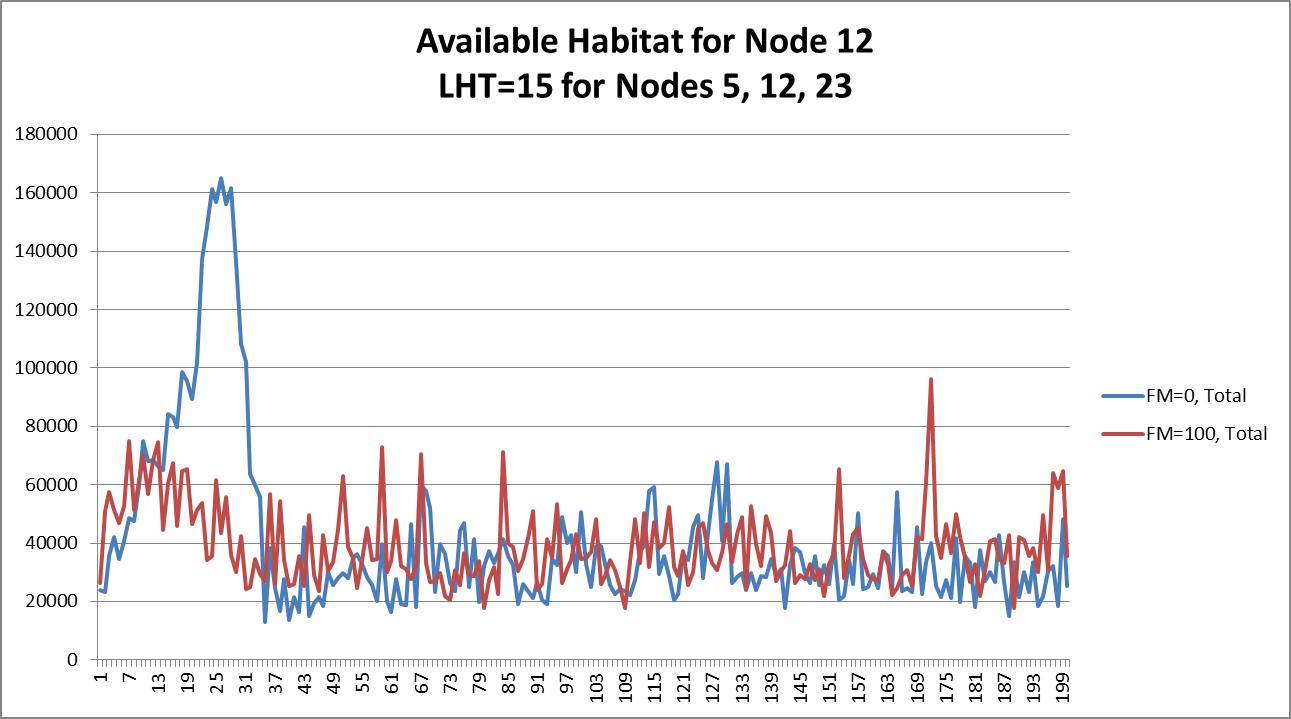 Available Habitat for Node 12
LHT=15 for Nodes 5, 12, 23
180000
160000
140000
120000
100000
80000
60000
40000
20000
0
FM=0, Total
FM=100, Total
1 7 13 19 25 31 37 43 49 55 61 67 73 79 85 91 97 103 109 115 121 127 133 139 145 151 157 163 169 175 181 187 193 199